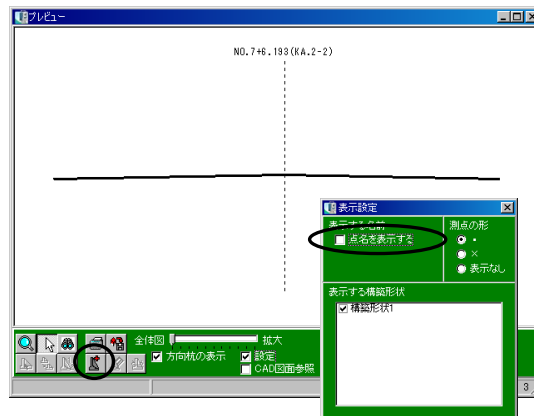 プレビュー
NO.7+6.193(KA.2-2)
表示設定
表示する名前
点名を表示する
測点の形
・
×
表示なし
表示する構築形状
構築形状1
全体図
拡大
方向杭の表示
設定
CAD図面参照
3